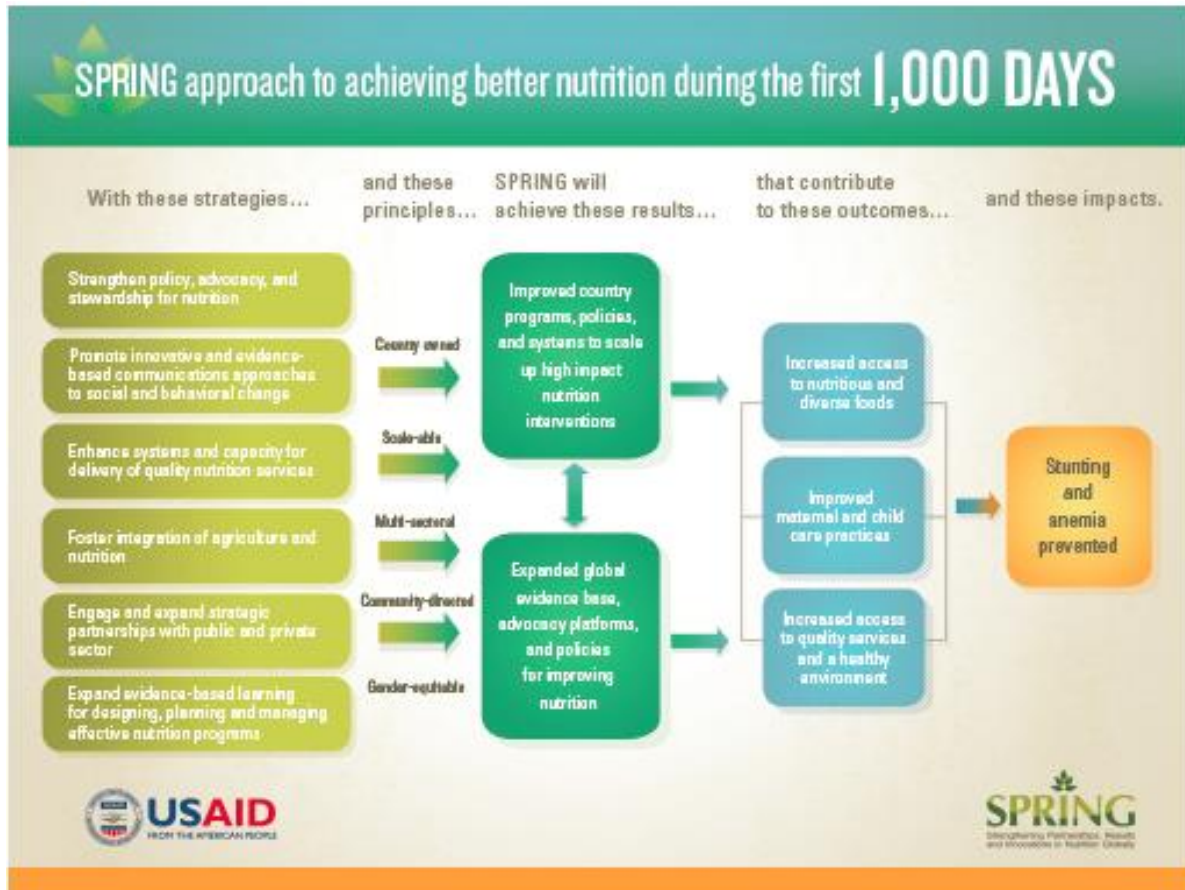 SPRING approach to achieving better nutrition during the first 1,000 DAYS
With these strategies...
and these
principles...
SPRING will
achieve these results...
that contribute
to these outcomes...
and these impacts.
Strengthen policy, advocacy, and
stewardship for nutrition
Promote innovative and evidence-
based communications approaches
to social and behavioral change
Enhance systems and capacity for
delivery of quality nutrition services
Foster integration of agriculture and
nutrition
Engage and expand strategic
partnerships with public and private
sector
Expand evidence-based learning
for designing, planning and managing
effective nutrition programs
Country owned
Scale-able
Multi-sectoral
Community-directed
Gender-equitable
Improved country
programs, policies,
and systems to scale
up high impact
nutrition
interventions
Expanded global
evidence base,
advocacy platforms,
and policies
for improving
nutrition
Increased access
to nutritious and
diverse foods
Improved
maternal and child
care practices
Increased access
to quality services
and a healthy
environment
Stunting
and
anemia
prevented
USAID
FROM THE AMERICAN PEOPLE
SPRING
Strengthening Partnerships, Results
and Innovations in Nutrition Globally